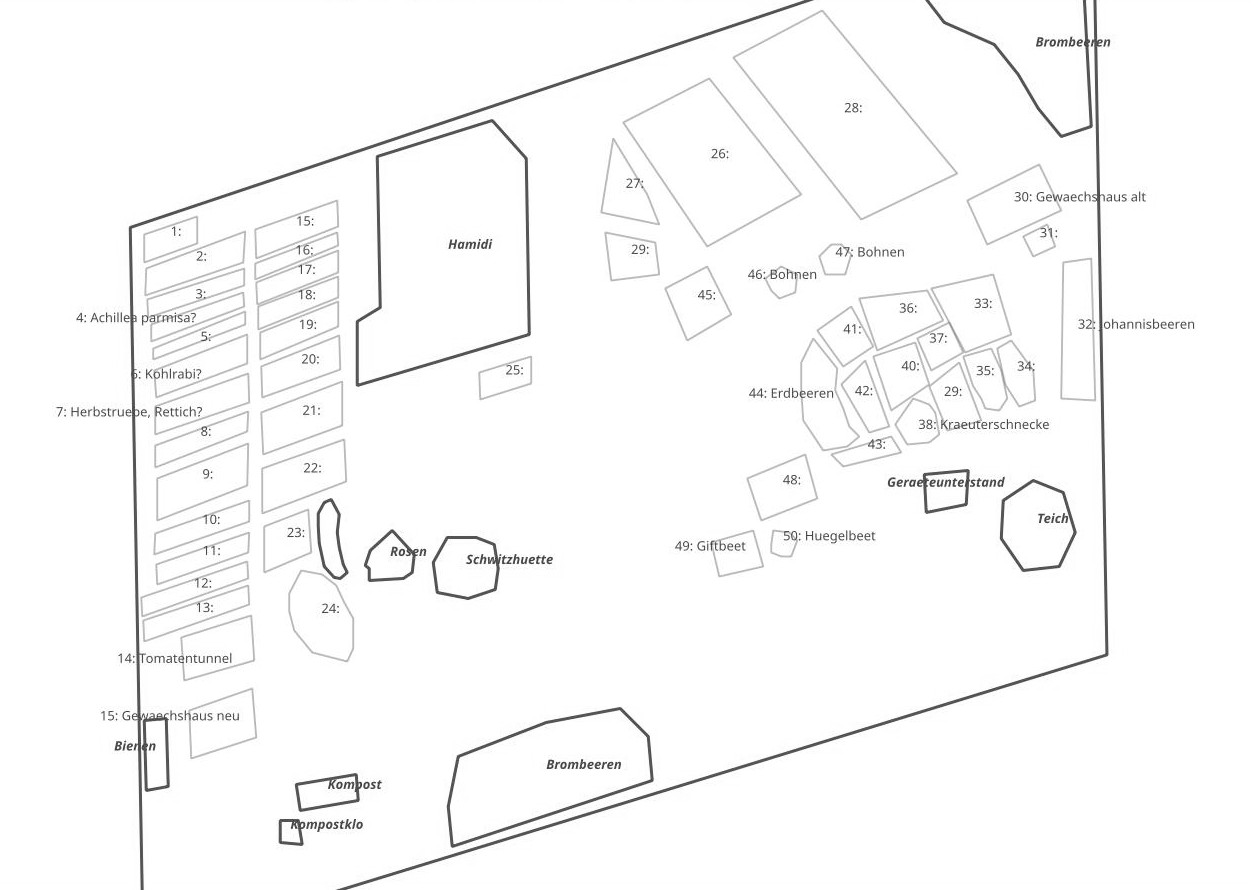 Brombeeren
28:
26:
27:
30: Gewaechshaus alt
15:
1:
31:
Hamidi
29:
16:
47: Bohnen
2:
17:
46: Bohnen
3:
18:
45:
33:
36:
4: Achillea parmisa?
19:
32: Johannisbeeren
41:
5:
37:
20:
40:
34:
25:
35:
6: Kohlrabi?
42:
29:
44: Erdbeeren
21:
7: Herbstruebe, Rettich?
38: Kraeuterschnecke
8:
43:
22:
9:
48:
Geraeteunterstand
10:
Teich
23:
50: Huegelbeet
49: Giftbeet
11:
Rosen
Schwitzhuette
12:
13:
24:
14: Tomatentunnel
15: Gewaechshaus neu
Bienen
Brombeeren
Kompost
Kompostklo